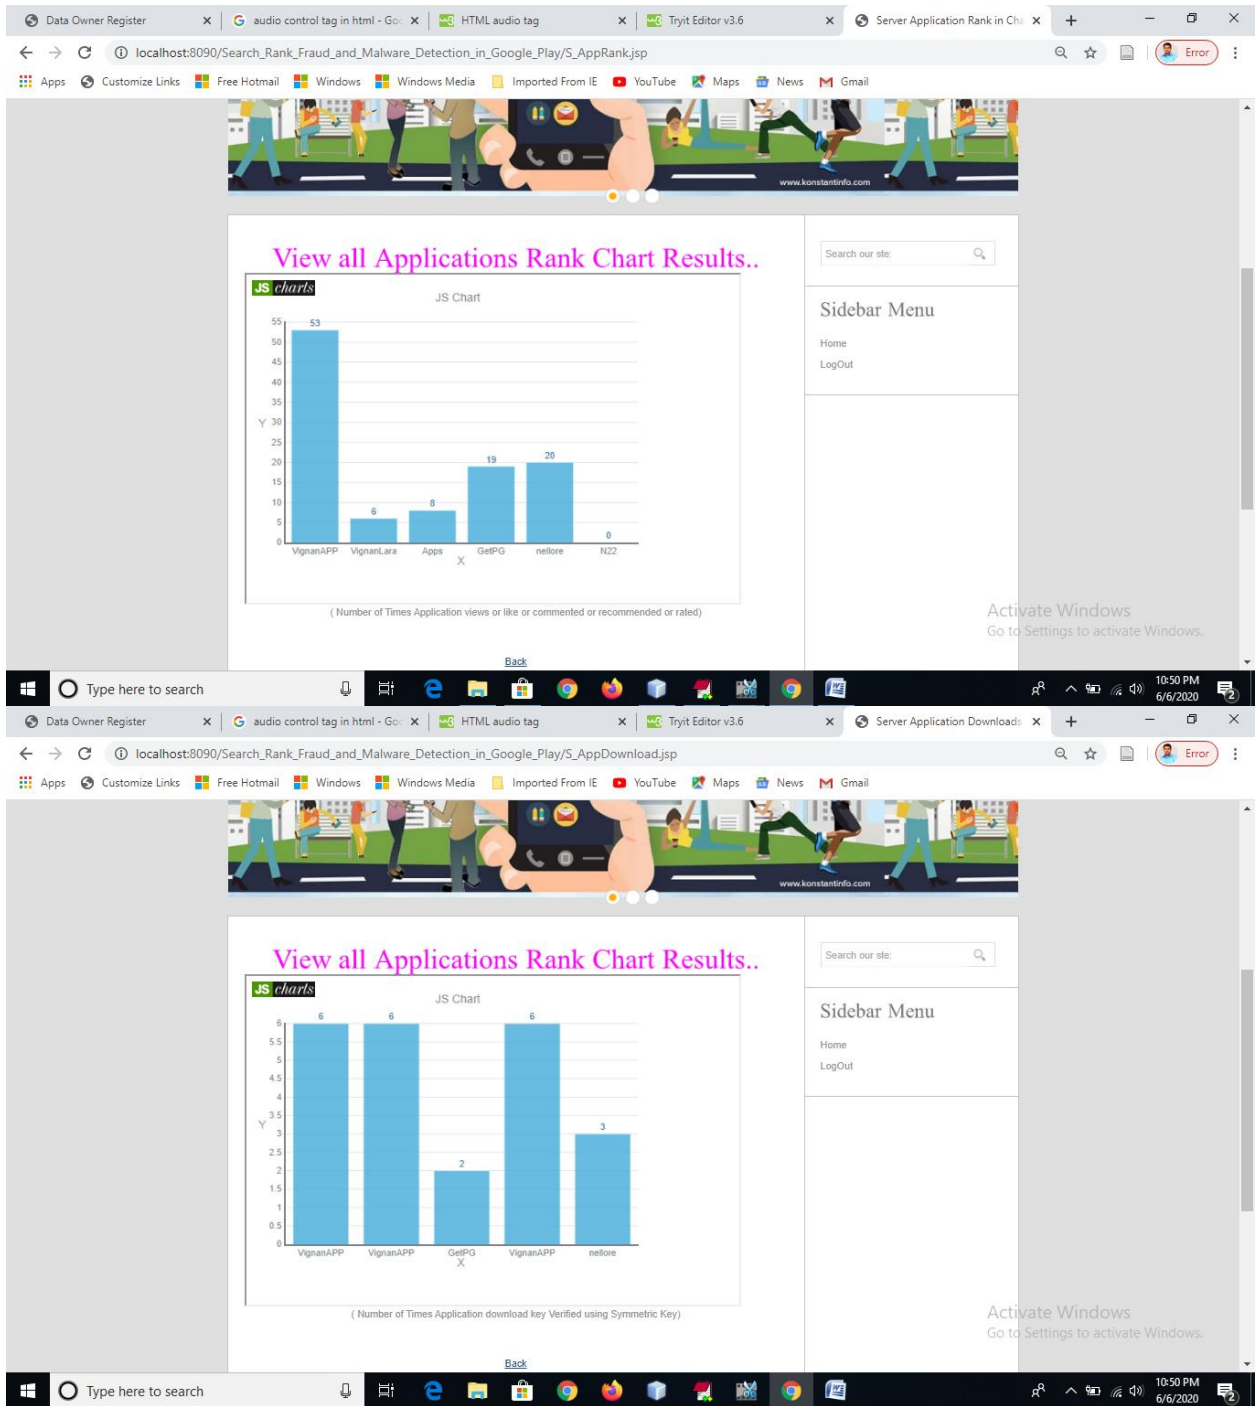 Data Owner Register
audio control tag in html - Goo
HTML audio tag
Tryit Editor v3.6
Server Application Rank in Cha
localhost:8090/Search_Rank_Fraud_and_Malware_Detection_in_Google_Play/S_AppRank.jsp
Error
Apps Customize Links Free Hotmail Windows Windows Media Imported From IE YouTube Maps News Gmail
www.konstantinfo.com
View all Applications Rank Chart Results..
Search our ste:
JS charts
JS Chart
Sidebar Menu
Home
LogOut
55
50
45
40
35
30
25
20
15
10
5
0
Y
53
6
8
19
20
0
VignanAPP VignanLara Apps GetPG nellore N22
X
( Number of Times Application views or like or commented or recommended or rated)
Back
Activate Windows
Go to Settings to activate Windows.
Type here to search
10:50 PM
6/6/2020
2
Data Owner Register
audio control tag in html - Goo
HTML audio tag
Tryit Editor v3.6
Server Application Downloads
localhost:8090/Search_Rank_Fraud_and_Malware_Detection_in_Google_Play/S_AppDownload.jsp
Error
Apps Customize Links Free Hotmail Windows Windows Media Imported From IE YouTube Maps News Gmail
www.konstantinfo.com
View all Applications Rank Chart Results..
Search our ste:
JS charts
JS Chart
Sidebar Menu
Home
LogOut
6
5.5
5
4.5
4
3.5
3
2.5
2
1.5
1
0.5
0
Y
6
6
2
6
3
VignanAPP VignanAPP GetPG VignanAPP nellore
X
( Number of Times Application download key Verified using Symmetric Key)
Back
Activate Windows
Go to Settings to activate Windows.
Type here to search
10:50 PM
6/6/2020
2